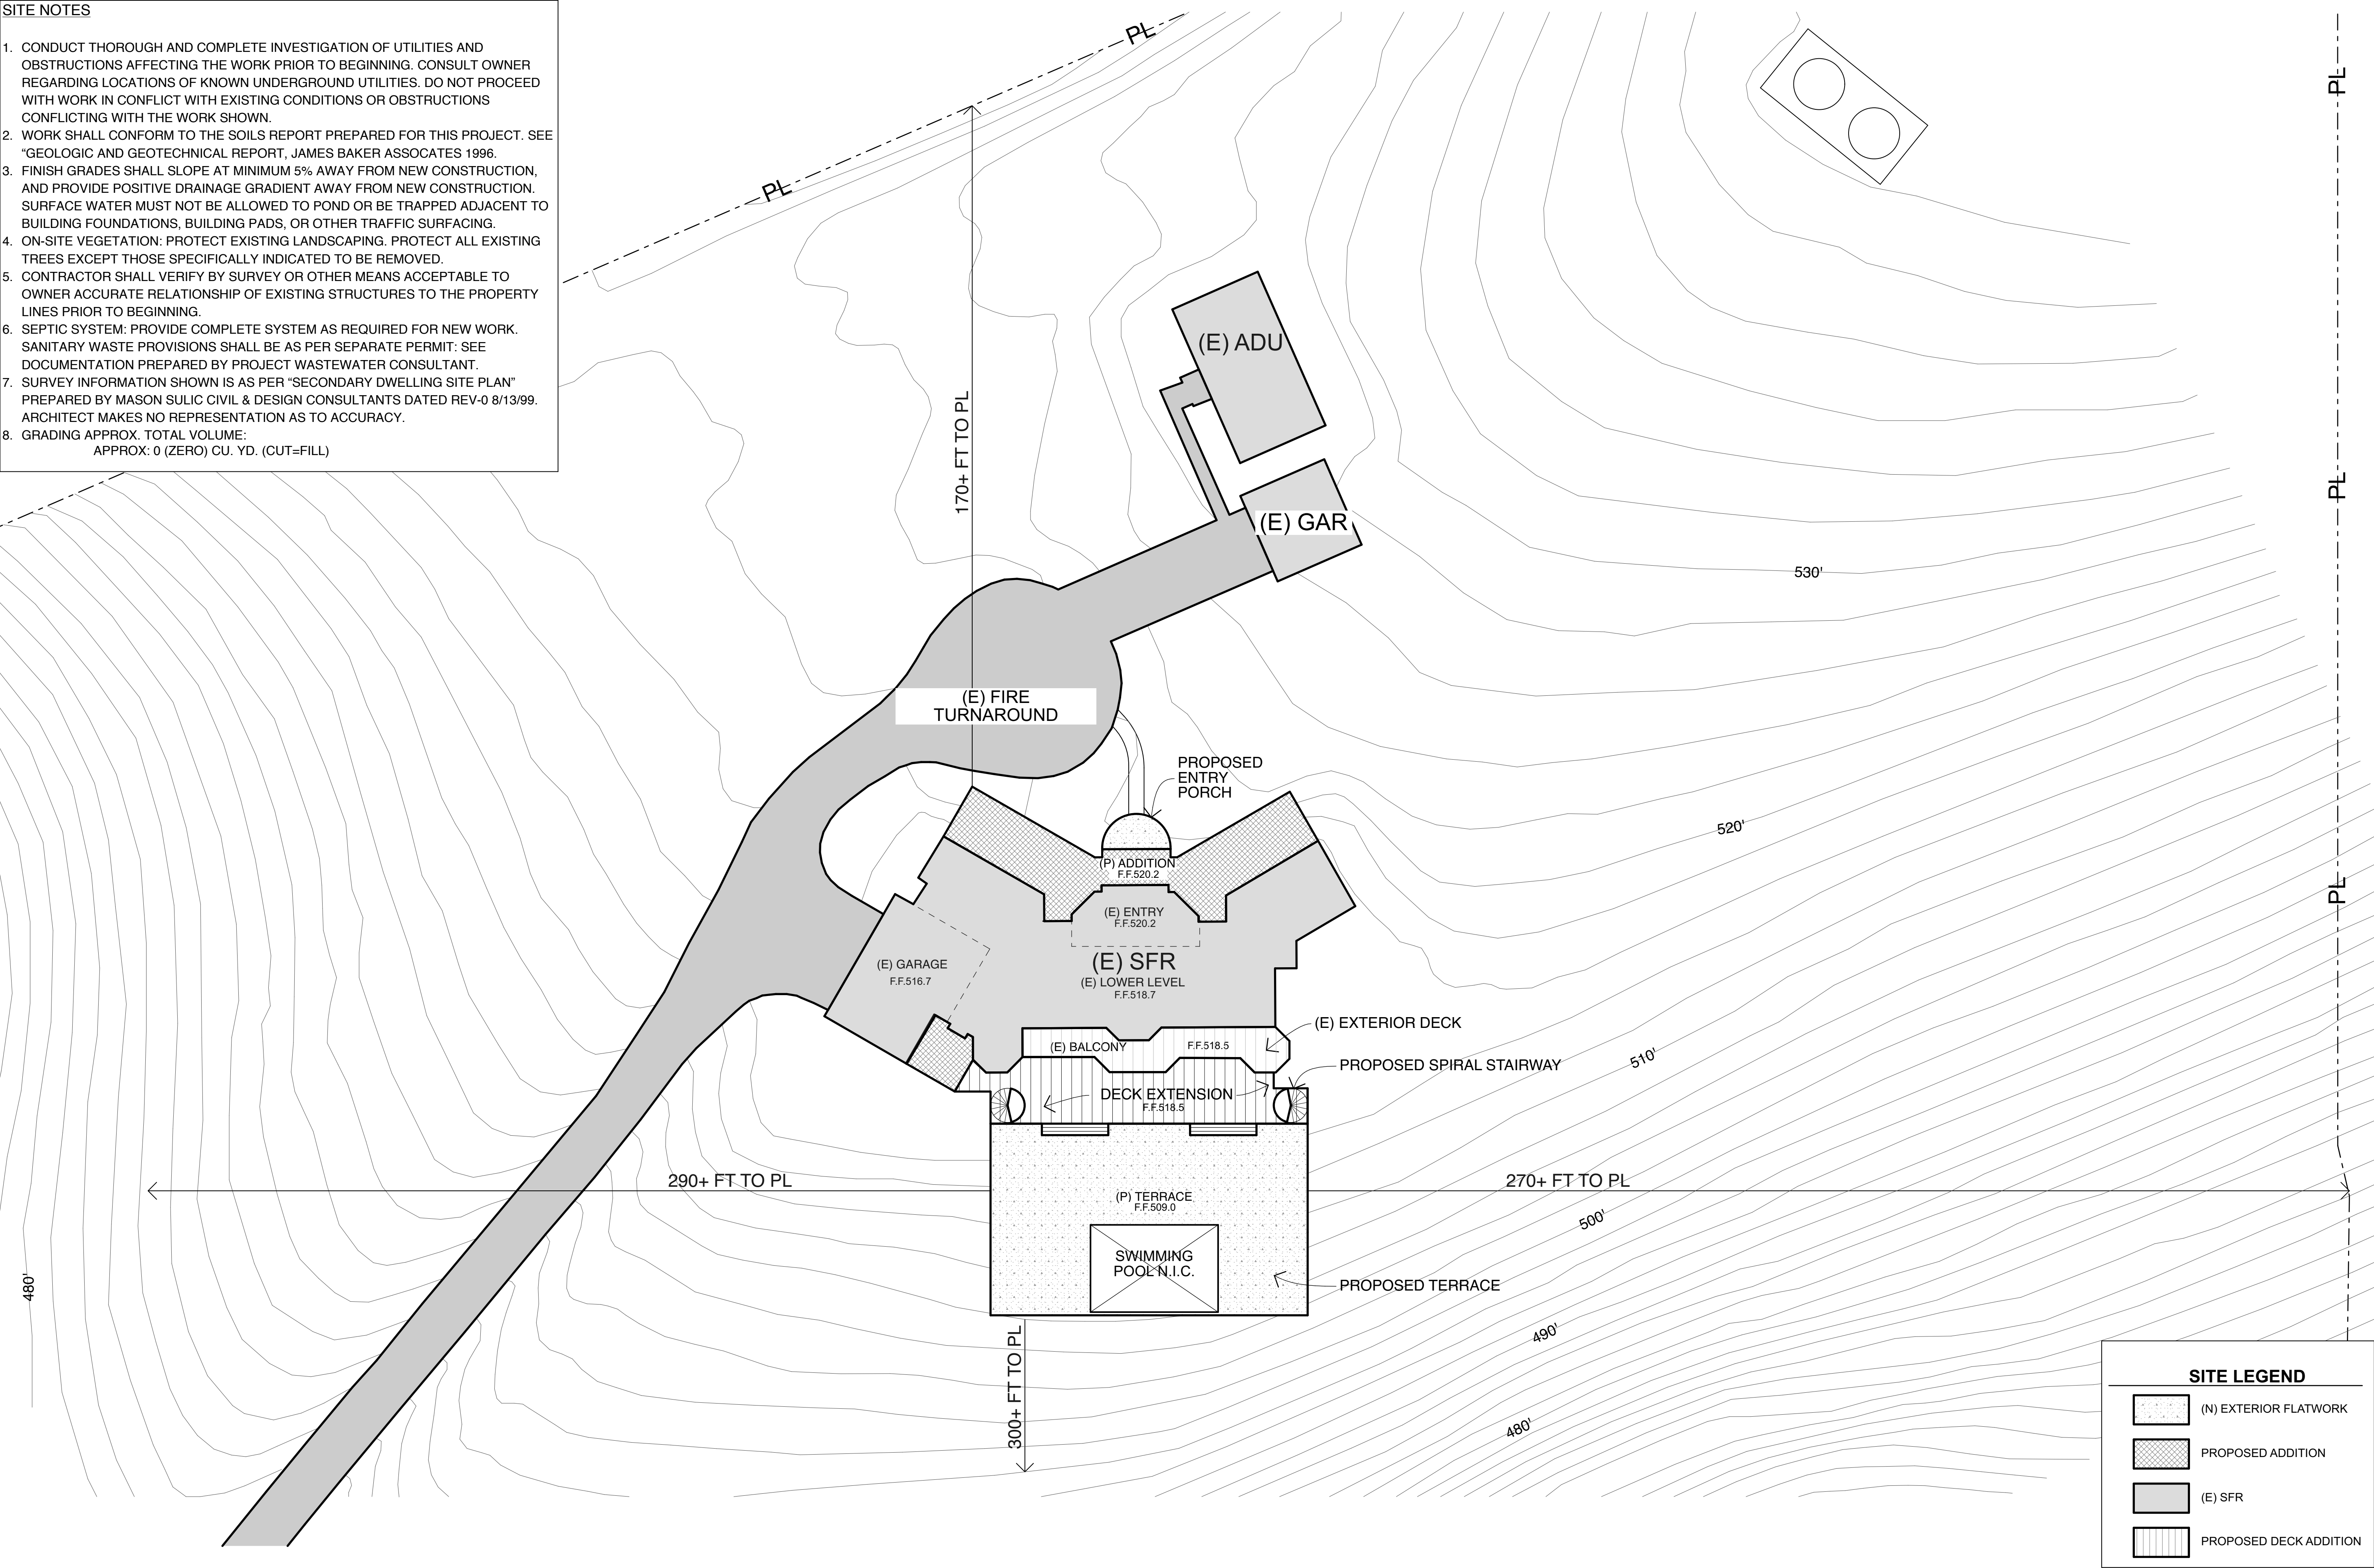 SITE NOTES
1. CONDUCT THOROUGH AND COMPLETE INVESTIGATION OF UTILITIES AND
OBSTRUCTIONS AFFECTING THE WORK PRIOR TO BEGINNING. CONSULT OWNER
REGARDING LOCATIONS OF KNOWN UNDERGROUND UTILITIES. DO NOT PROCEED
WITH WORK IN CONFLICT WITH EXISTING CONDITIONS OR OBSTRUCTIONS
CONFLICTING WITH THE WORK SHOWN.
2. WORK SHALL CONFORM TO THE SOILS REPORT PREPARED FOR THIS PROJECT. SEE
“GEOLOGIC AND GEOTECHNICAL REPORT, JAMES BAKER ASSOCATES 1996.
3. FINISH GRADES SHALL SLOPE AT MINIMUM 5% AWAY FROM NEW CONSTRUCTION,
AND PROVIDE POSITIVE DRAINAGE GRADIENT AWAY FROM NEW CONSTRUCTION.
SURFACE WATER MUST NOT BE ALLOWED TO POND OR BE TRAPPED ADJACENT TO
BUILDING FOUNDATIONS, BUILDING PADS, OR OTHER TRAFFIC SURFACING.
4. ON-SITE VEGETATION: PROTECT EXISTING LANDSCAPING. PROTECT ALL EXISTING
TREES EXCEPT THOSE SPECIFICALLY INDICATED TO BE REMOVED.
5. CONTRACTOR SHALL VERIFY BY SURVEY OR OTHER MEANS ACCEPTABLE TO
OWNER ACCURATE RELATIONSHIP OF EXISTING STRUCTURES TO THE PROPERTY
LINES PRIOR TO BEGINNING.
6. SEPTIC SYSTEM: PROVIDE COMPLETE SYSTEM AS REQUIRED FOR NEW WORK.
SANITARY WASTE PROVISIONS SHALL BE AS PER SEPARATE PERMIT: SEE
DOCUMENTATION PREPARED BY PROJECT WASTEWATER CONSULTANT.
7. SURVEY INFORMATION SHOWN IS AS PER “SECONDARY DWELLING SITE PLAN”
PREPARED BY MASON SULIC CIVIL & DESIGN CONSULTANTS DATED REV-0 8/13/99.
ARCHITECT MAKES NO REPRESENTATION AS TO ACCURACY.
8. GRADING APPROX. TOTAL VOLUME:
APPROX: 0 (ZERO) CU. YD. (CUT=FILL)
PL
PL
PL
PL
PL
170+ FT TO PL
(E) ADU
(E) GAR
530'
(E) FIRE
TURNAROUND
PROPOSED
ENTRY
PORCH
520'
(P) ADDITION
F.F.520.2
(E) ENTRY
F.F.520.2
(E) SFR
(E) LOWER LEVEL
F.F.518.7
(E) GARAGE
F.F.516.7
(E) EXTERIOR DECK
(E) BALCONY
F.F.518.5
510'
PROPOSED SPIRAL STAIRWAY
DECK EXTENSION
F.F.518.5
290+ FT TO PL
270+ FT TO PL
(P) TERRACE
F.F.509.0
500'
SWIMMING
POOL N.I.C.
PROPOSED TERRACE
480'
490'
300+ FT TO PL
480'
SITE LEGEND
(N) EXTERIOR FLATWORK
PROPOSED ADDITION
(E) SFR
PROPOSED DECK ADDITION